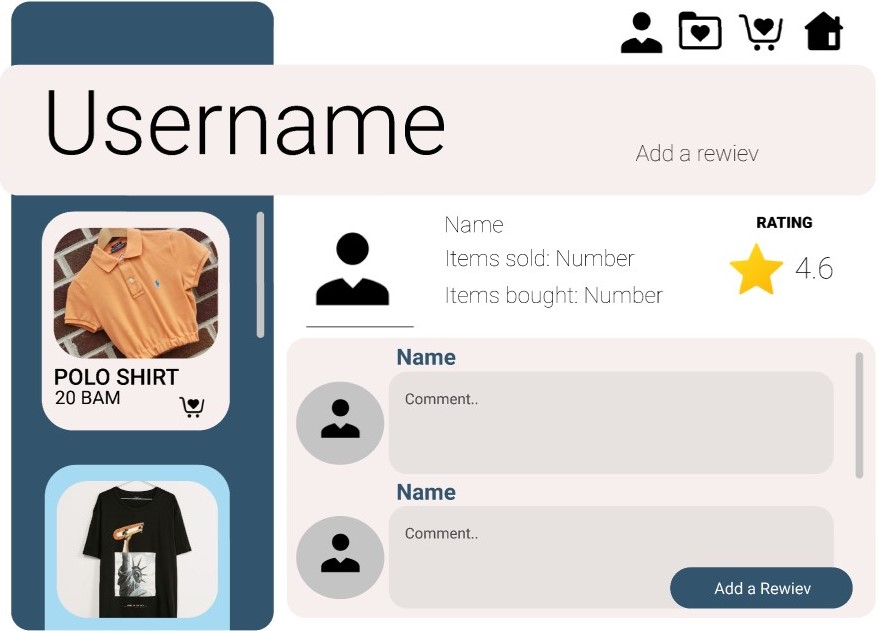 Username
Add a rewiev
POLO SHIRT
20 BAM
Name
Items sold: Number
Items bought: Number
RATING
4.6
Name
Comment..
Name
Comment..
Add a Rewiev